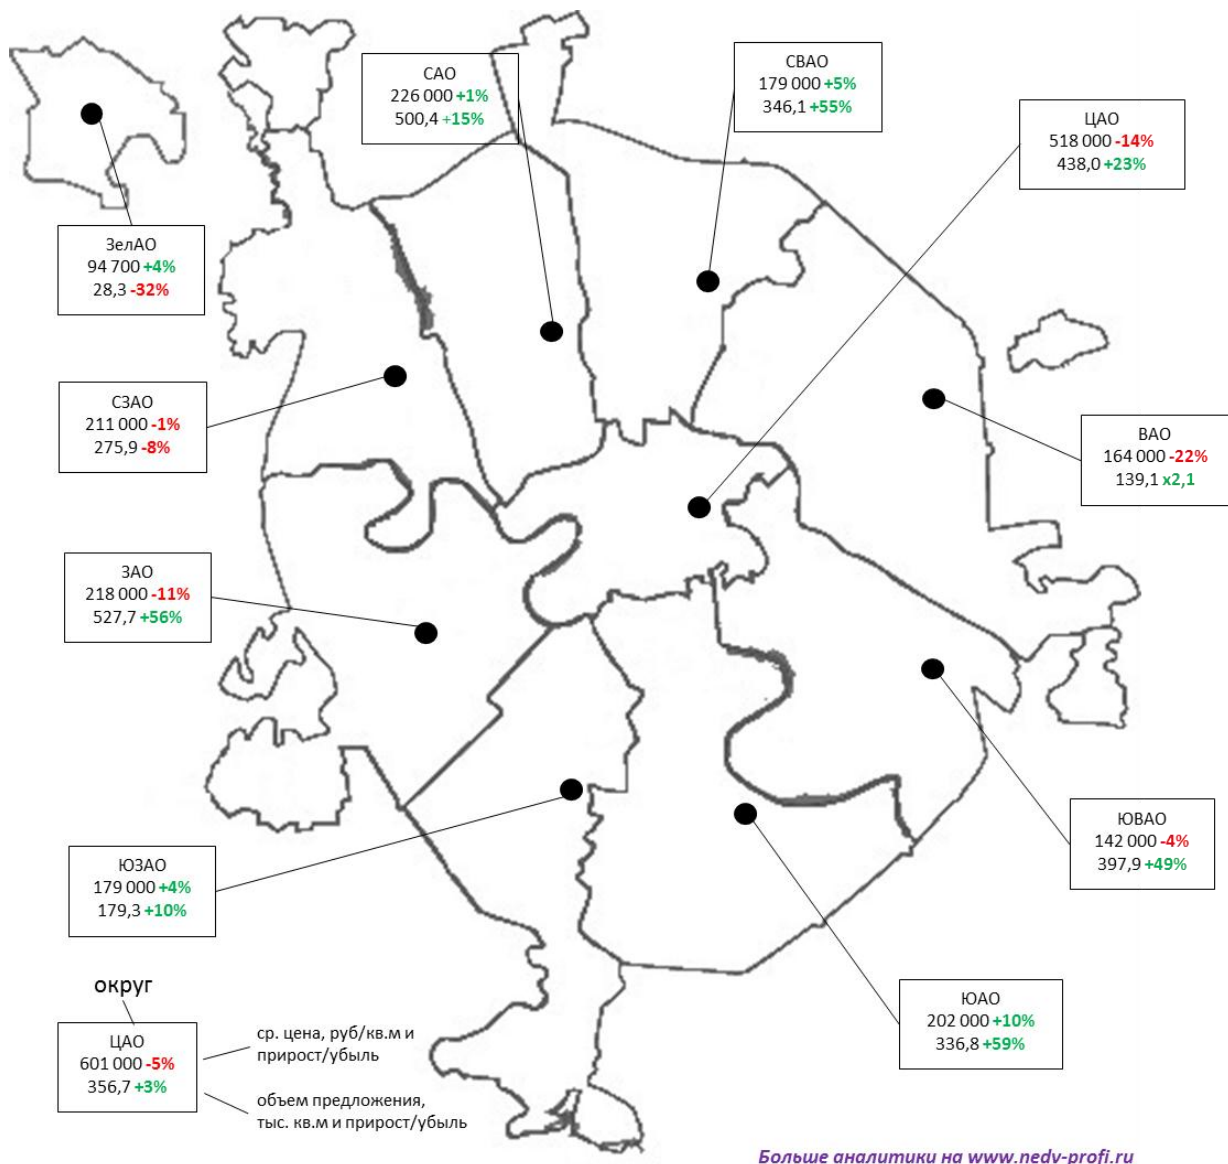 САО
226 000 +1%
500,4 +15%
СВАО
179 000 +5%
346,1 +55%
ЦАО
518 000 -14%
438,0 +23%
ЗелАО
94 700 +4%
28,3 -32%
СЗАО
211 000 -1%
275,9 -8%
ВАО
164 000 -22%
139,1 x2,1
ЗАО
218 000 -11%
527,7 +56%
ЮВАО
142 000 -4%
397,9 +49%
ЮЗАО
179 000 +4%
179,3 +10%
ЮАО
202 000 +10%
336,8 +59%
округ
ЦАО
601 000 -5%
356,7 +3%
ср. цена, руб/кв.м и
прирост/убыль
объем предложения,
тыс. кв.м и прирост/убыль
Больше аналитики на www.nedv-profi.ru